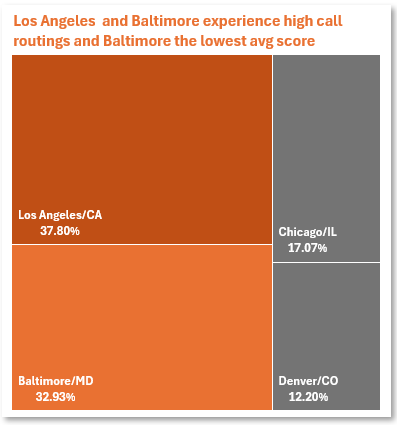 Los Angeles  and Baltimore experience high call
routings and Baltimore the lowest avg score
Los Angeles/CA
37.80%
Chicago/IL
17.07%
Baltimore/MD
32.93%
Denver/CO
12.20%